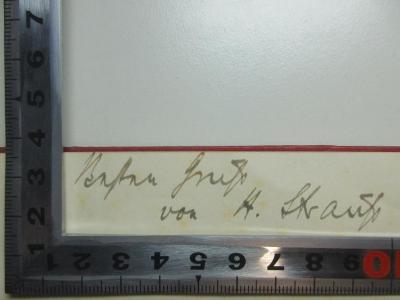 Besten Gruß
von H. Strauß